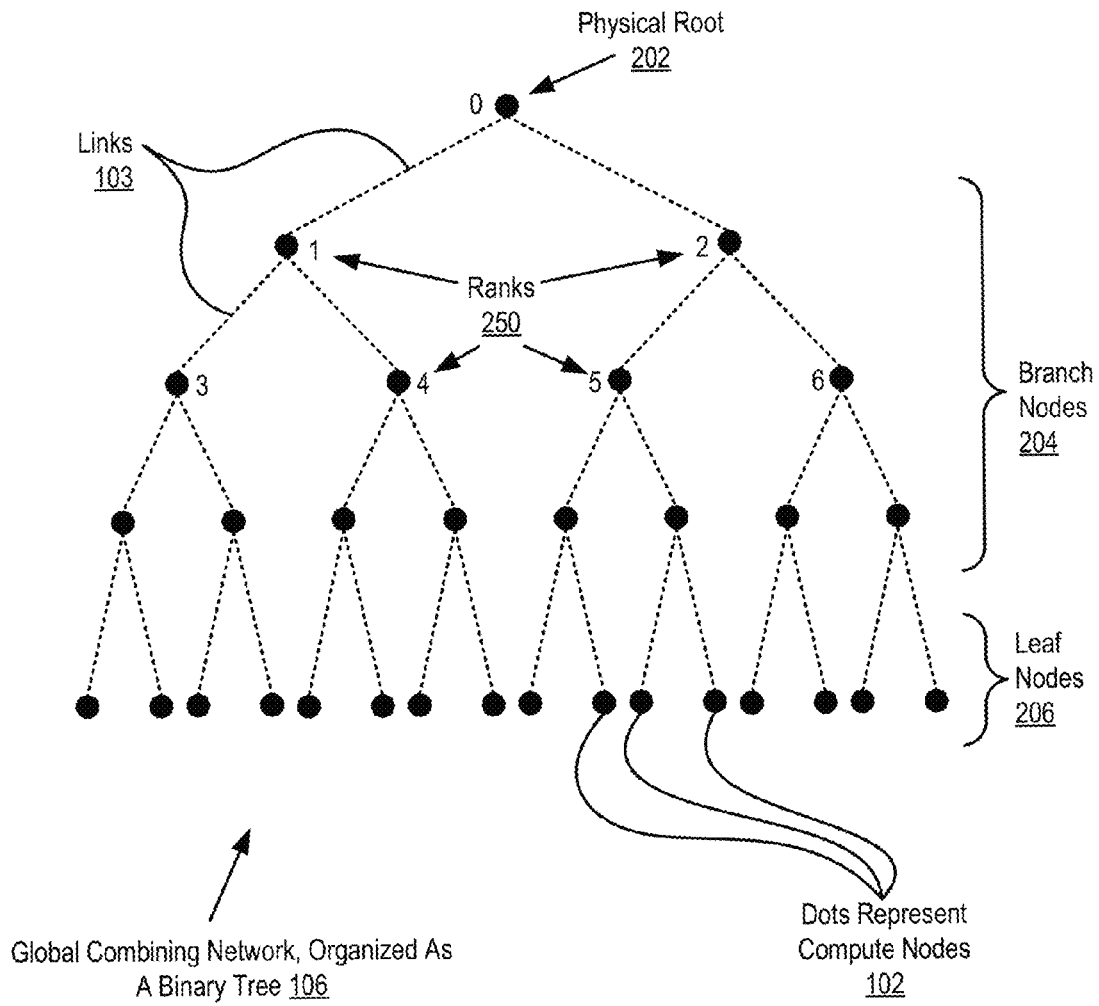 Physical Root
202
0
Links
103
1
2
Ranks
250
3
4
5
6
Branch
Nodes
204
Leaf
Nodes
206
Dots Represent
Compute Nodes
102
Global Combining Network, Organized As
A Binary Tree 106